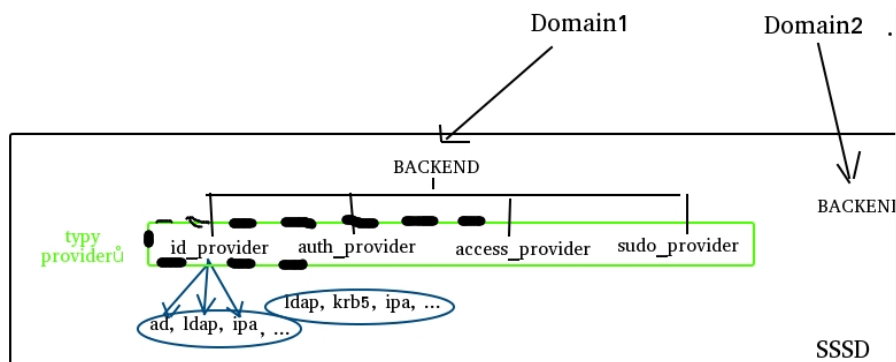 Domain1 Domain2 .
BACKEND
BACKEND
typy
providerů
id_provider auth_provider access_provider sudo_provider
ldap, krb5, ipa, ...
ad, ldap, ipa, ...
SSSD